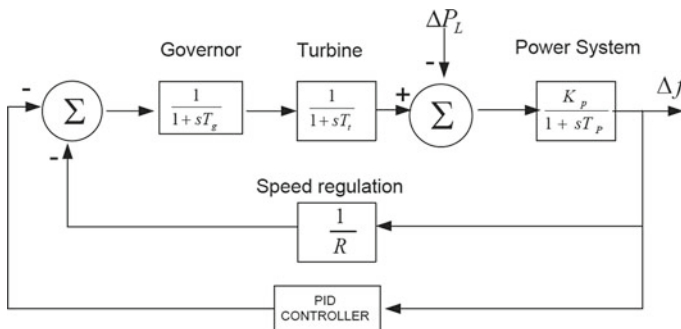 ΔP_L
Governor
Turbine
Power System
-
-
Σ
1
1+sT_g
1
1+sT_t
+
Σ
K_p
1 + sT_P
Δf
-
Speed regulation
1
R
PID
CONTROLLER